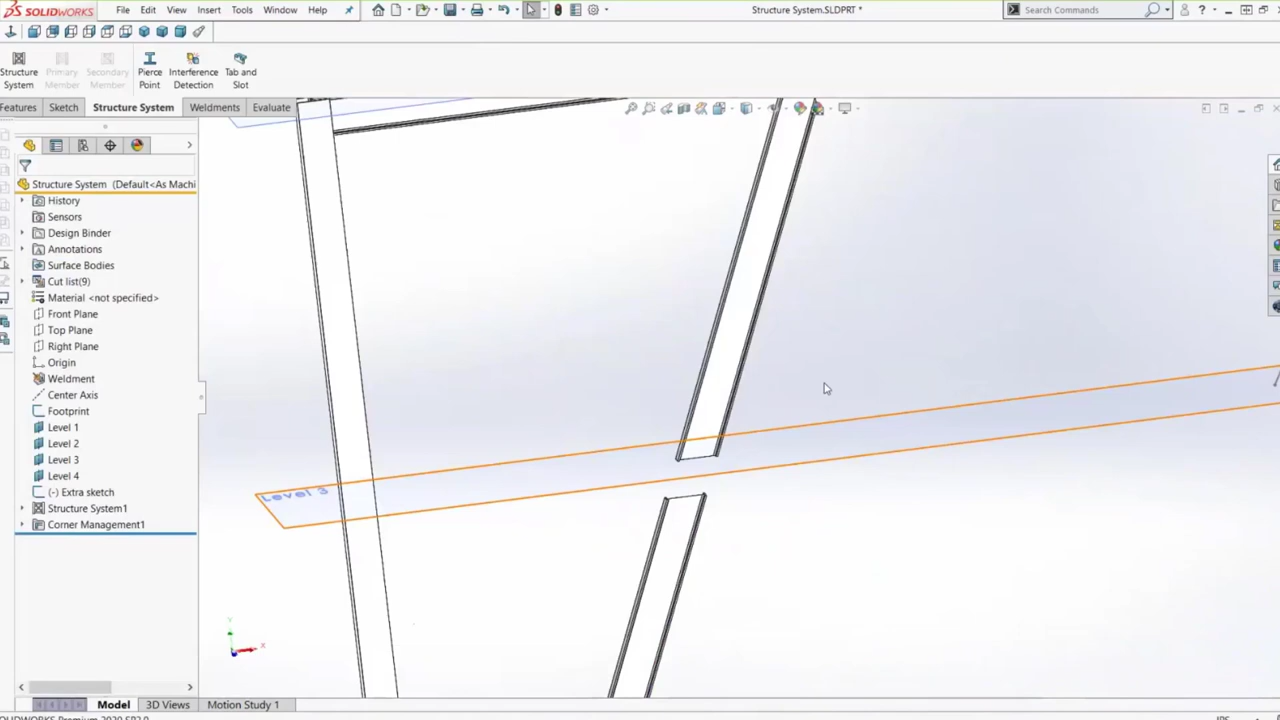 SOLIDWORKS File Edit View Insert Tools Window Help Structure System.SLDPRT * Search Commands
Structure System Primary Member Secondary Member Pierce Point Interference Detection Tab and Slot
Features Sketch Structure System Weldments Evaluate
Structure System (Default<As Machi
History
Sensors
Design Binder
Annotations
Surface Bodies
Cut list(9)
Material <not specified>
Front Plane
Top Plane
Right Plane
Origin
Weldment
Center Axis
Footprint
Level 1
Level 2
Level 3
Level 4
(-) Extra sketch
Structure System1
Corner Management1
Level 3
Y
X
Model 3D Views Motion Study 1